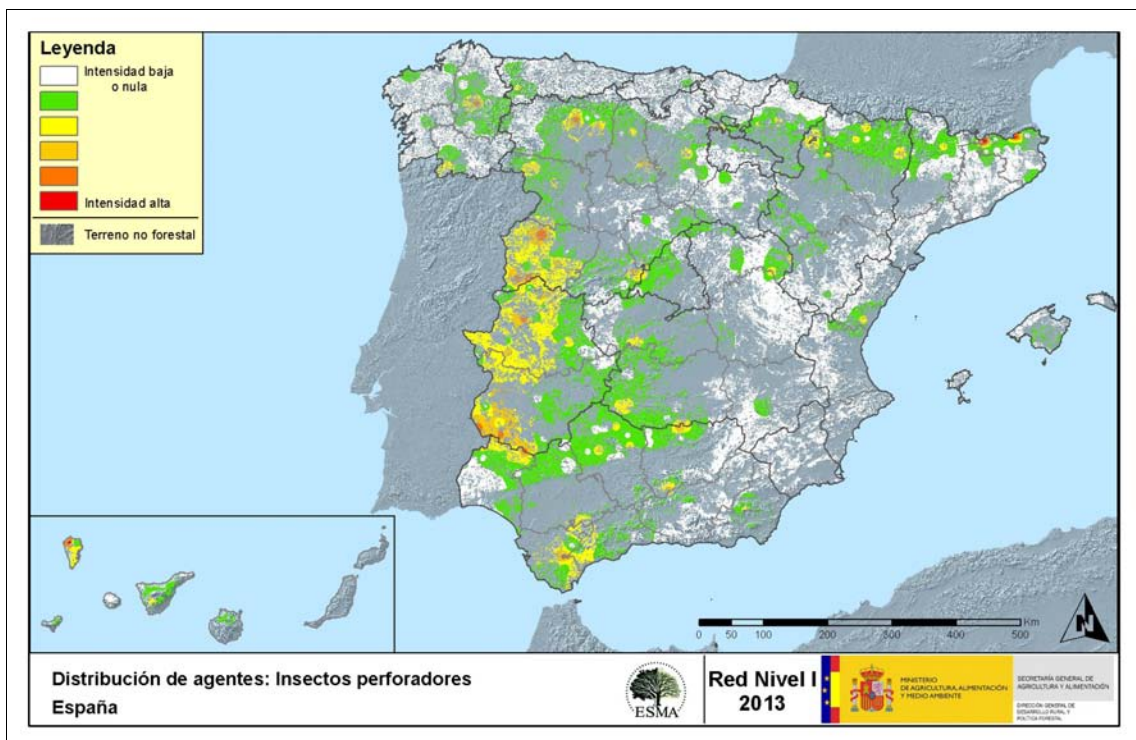 Leyenda
Intensidad baja
o nula
Intensidad alta
Terreno no forestal
Km
0 50 100 200 300 400 500
N
Distribución de agentes: Insectos perforadores
España
ESMA
Red Nivel I
2013
MINISTERIO
DE AGRICULTURA, ALIMENTACIÓN
Y MEDIO AMBIENTE
SECRETARÍA GENERAL DE
AGRICULTURA Y ALIMENTACIÓN
DIRECCIÓN GENERAL DE
DESARROLLO RURAL Y
POLÍTICA FORESTAL